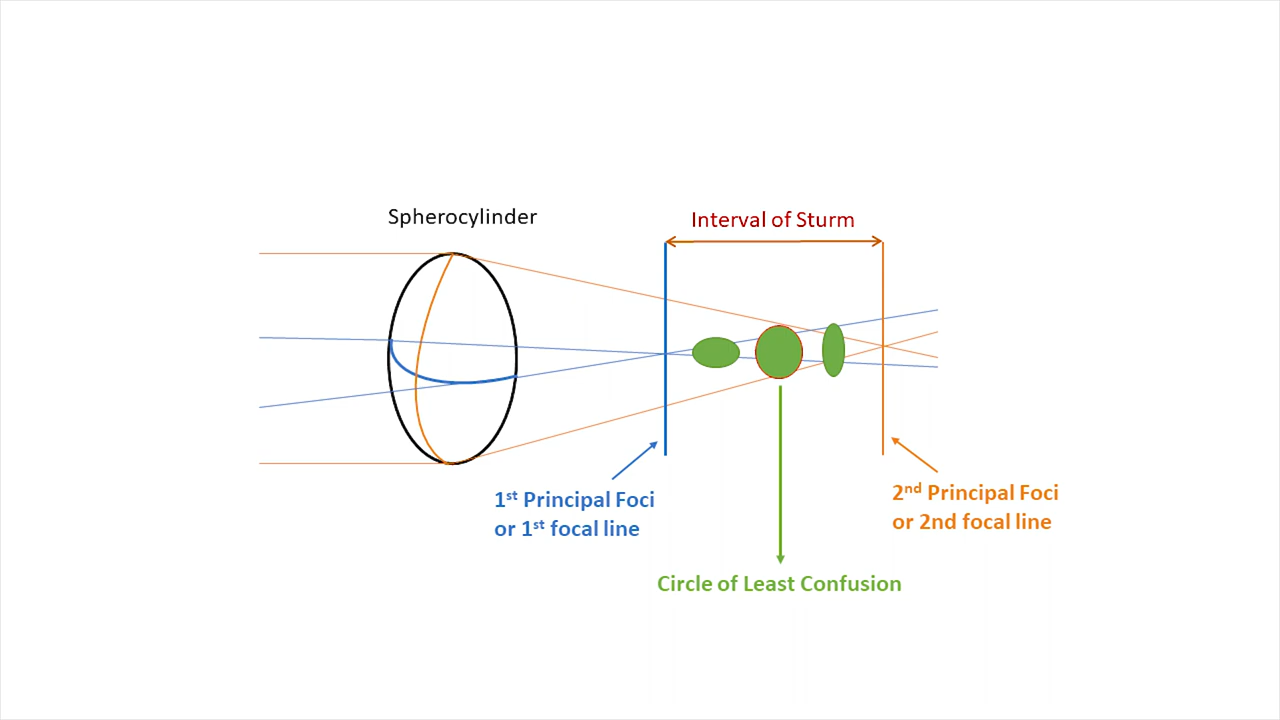 Spherocylinder
Interval of Sturm
1st Principal Foci
or 1st focal line
2nd Principal Foci
or 2nd focal line
Circle of Least Confusion